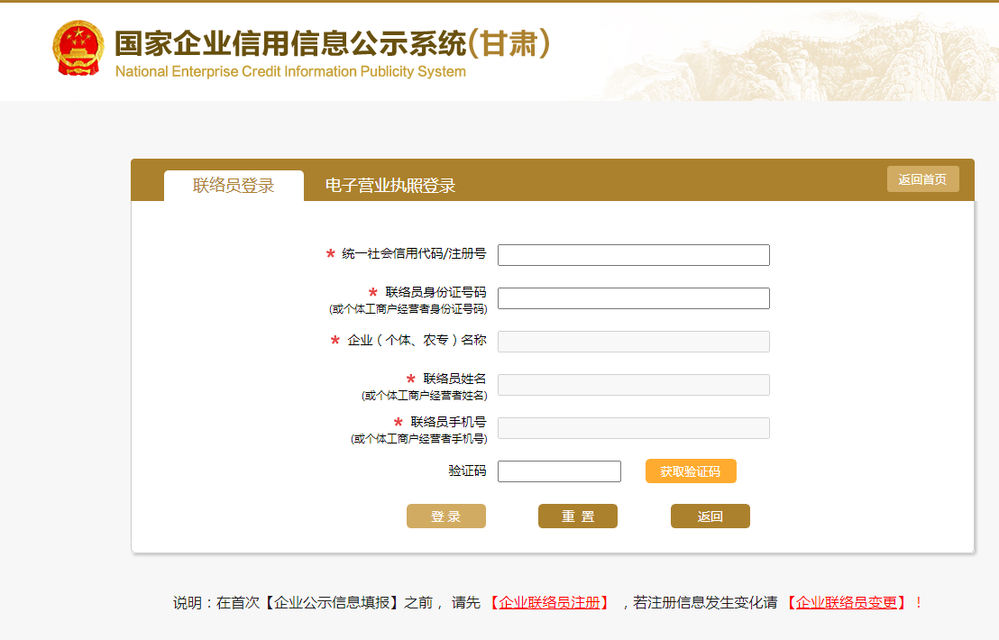 国家企业信用信息公示系统(甘肃)
National Enterprise Credit Information Publicity System
联络员登录 电子营业执照登录 返回首页
* 统一社会信用代码/注册号
* 联络员身份证号码
(或个体工商户经营者身份证号码)
* 企业(个体、农专)名称
* 联络员姓名
(或个体工商户经营者姓名)
* 联络员手机号
(或个体工商户经营者手机号)
验证码 获取验证码
登 录 重 置 返回
说明:在首次【企业公示信息填报】之前, 请先 【企业联络员注册】 ,若注册信息发生变化请 【企业联络员变更】!